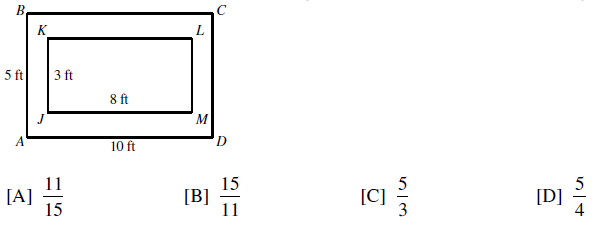 B C
K L
5 ft 3 ft
8 ft
J M
A D
10 ft
[A] 11/15 [B] 15/11 [C] 5/3 [D] 5/4